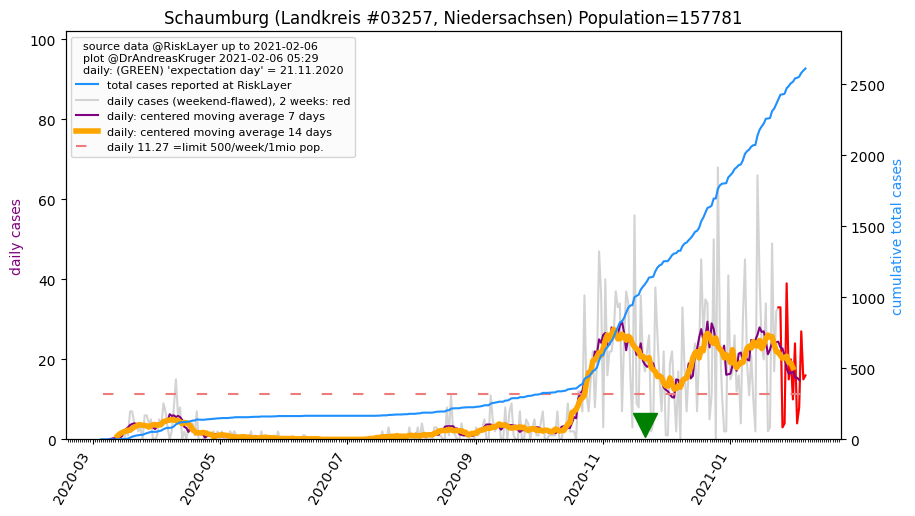 Schaumburg (Landkreis #03257, Niedersachsen) Population=157781
source data @RiskLayer up to 2021-02-06
plot @DrAndreasKruger 2021-02-06 05:29
daily: (GREEN) 'expectation day' = 21.11.2020
total cases reported at RiskLayer
daily cases (weekend-flawed), 2 weeks: red
daily: centered moving average 7 days
daily: centered moving average 14 days
daily 11.27 =limit 500/week/1mio pop.
daily cases
100
80
60
40
20
0
cumulative total cases
2500
2000
1500
1000
500
0
2020-03
2020-05
2020-07
2020-09
2020-11
2021-01